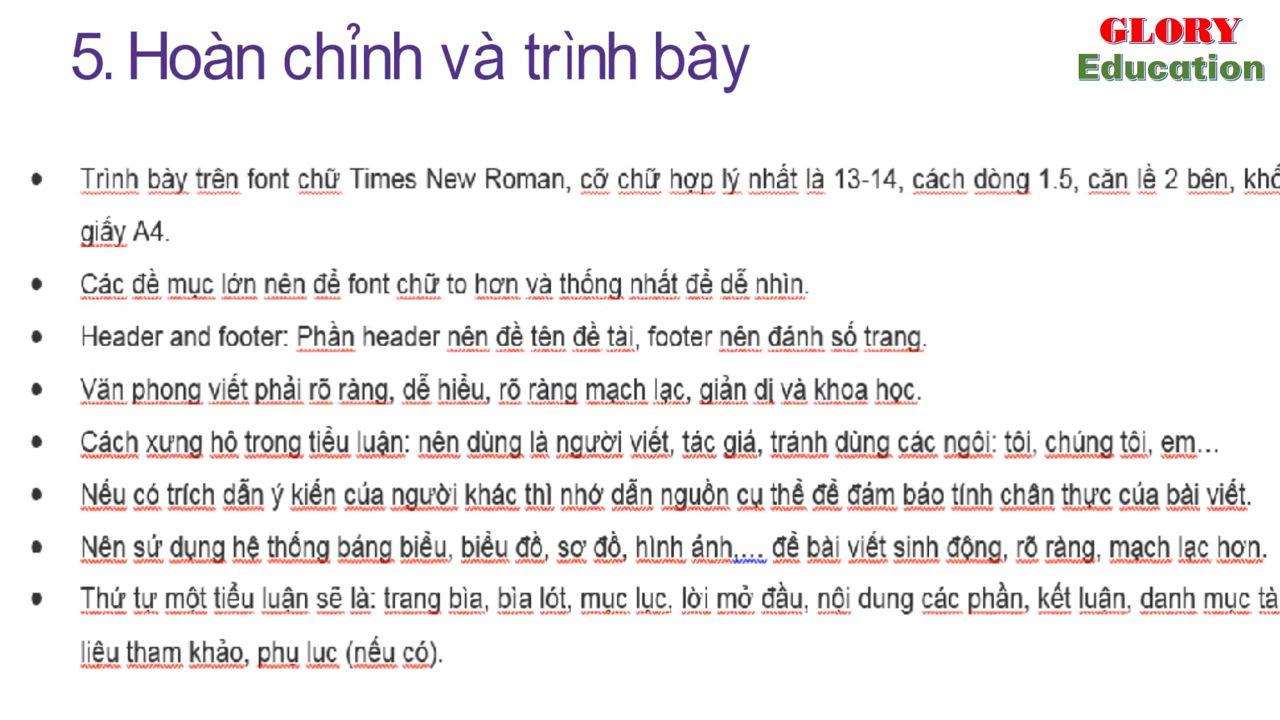 5. Hoàn chỉnh và trình bày
GLORY
Education
• Trình bày trên font chữ Times New Roman, cỡ chữ hợp lý nhất là 13-14, cách dòng 1.5, căn lề 2 bên, khổ
giấy A4.
• Các đề mục lớn nên để font chữ to hơn và thống nhất để dễ nhìn.
• Header and footer: Phần header nên đề tên đề tài, footer nên đánh số trang.
• Văn phong viết phải rõ ràng, dễ hiểu, rõ ràng mạch lạc, giản dị và khoa học.
• Cách xưng hô trong tiểu luận: nên dùng là người viết, tác giả, tránh dùng các ngôi: tôi, chúng tôi, em…
• Nếu có trích dẫn ý kiến của người khác thì nhớ dẫn nguồn cụ thể để đảm bảo tính chân thực của bài viết.
• Nên sử dụng hệ thống bảng biểu, biểu đồ, sơ đồ, hình ảnh,… để bài viết sinh động, rõ ràng, mạch lạc hơn.
• Thứ tự một tiểu luận sẽ là: trang bìa, bìa lót, mục lục, lời mở đầu, nội dung các phần, kết luận, danh mục tà
liệu tham khảo, phụ lục (nếu có).